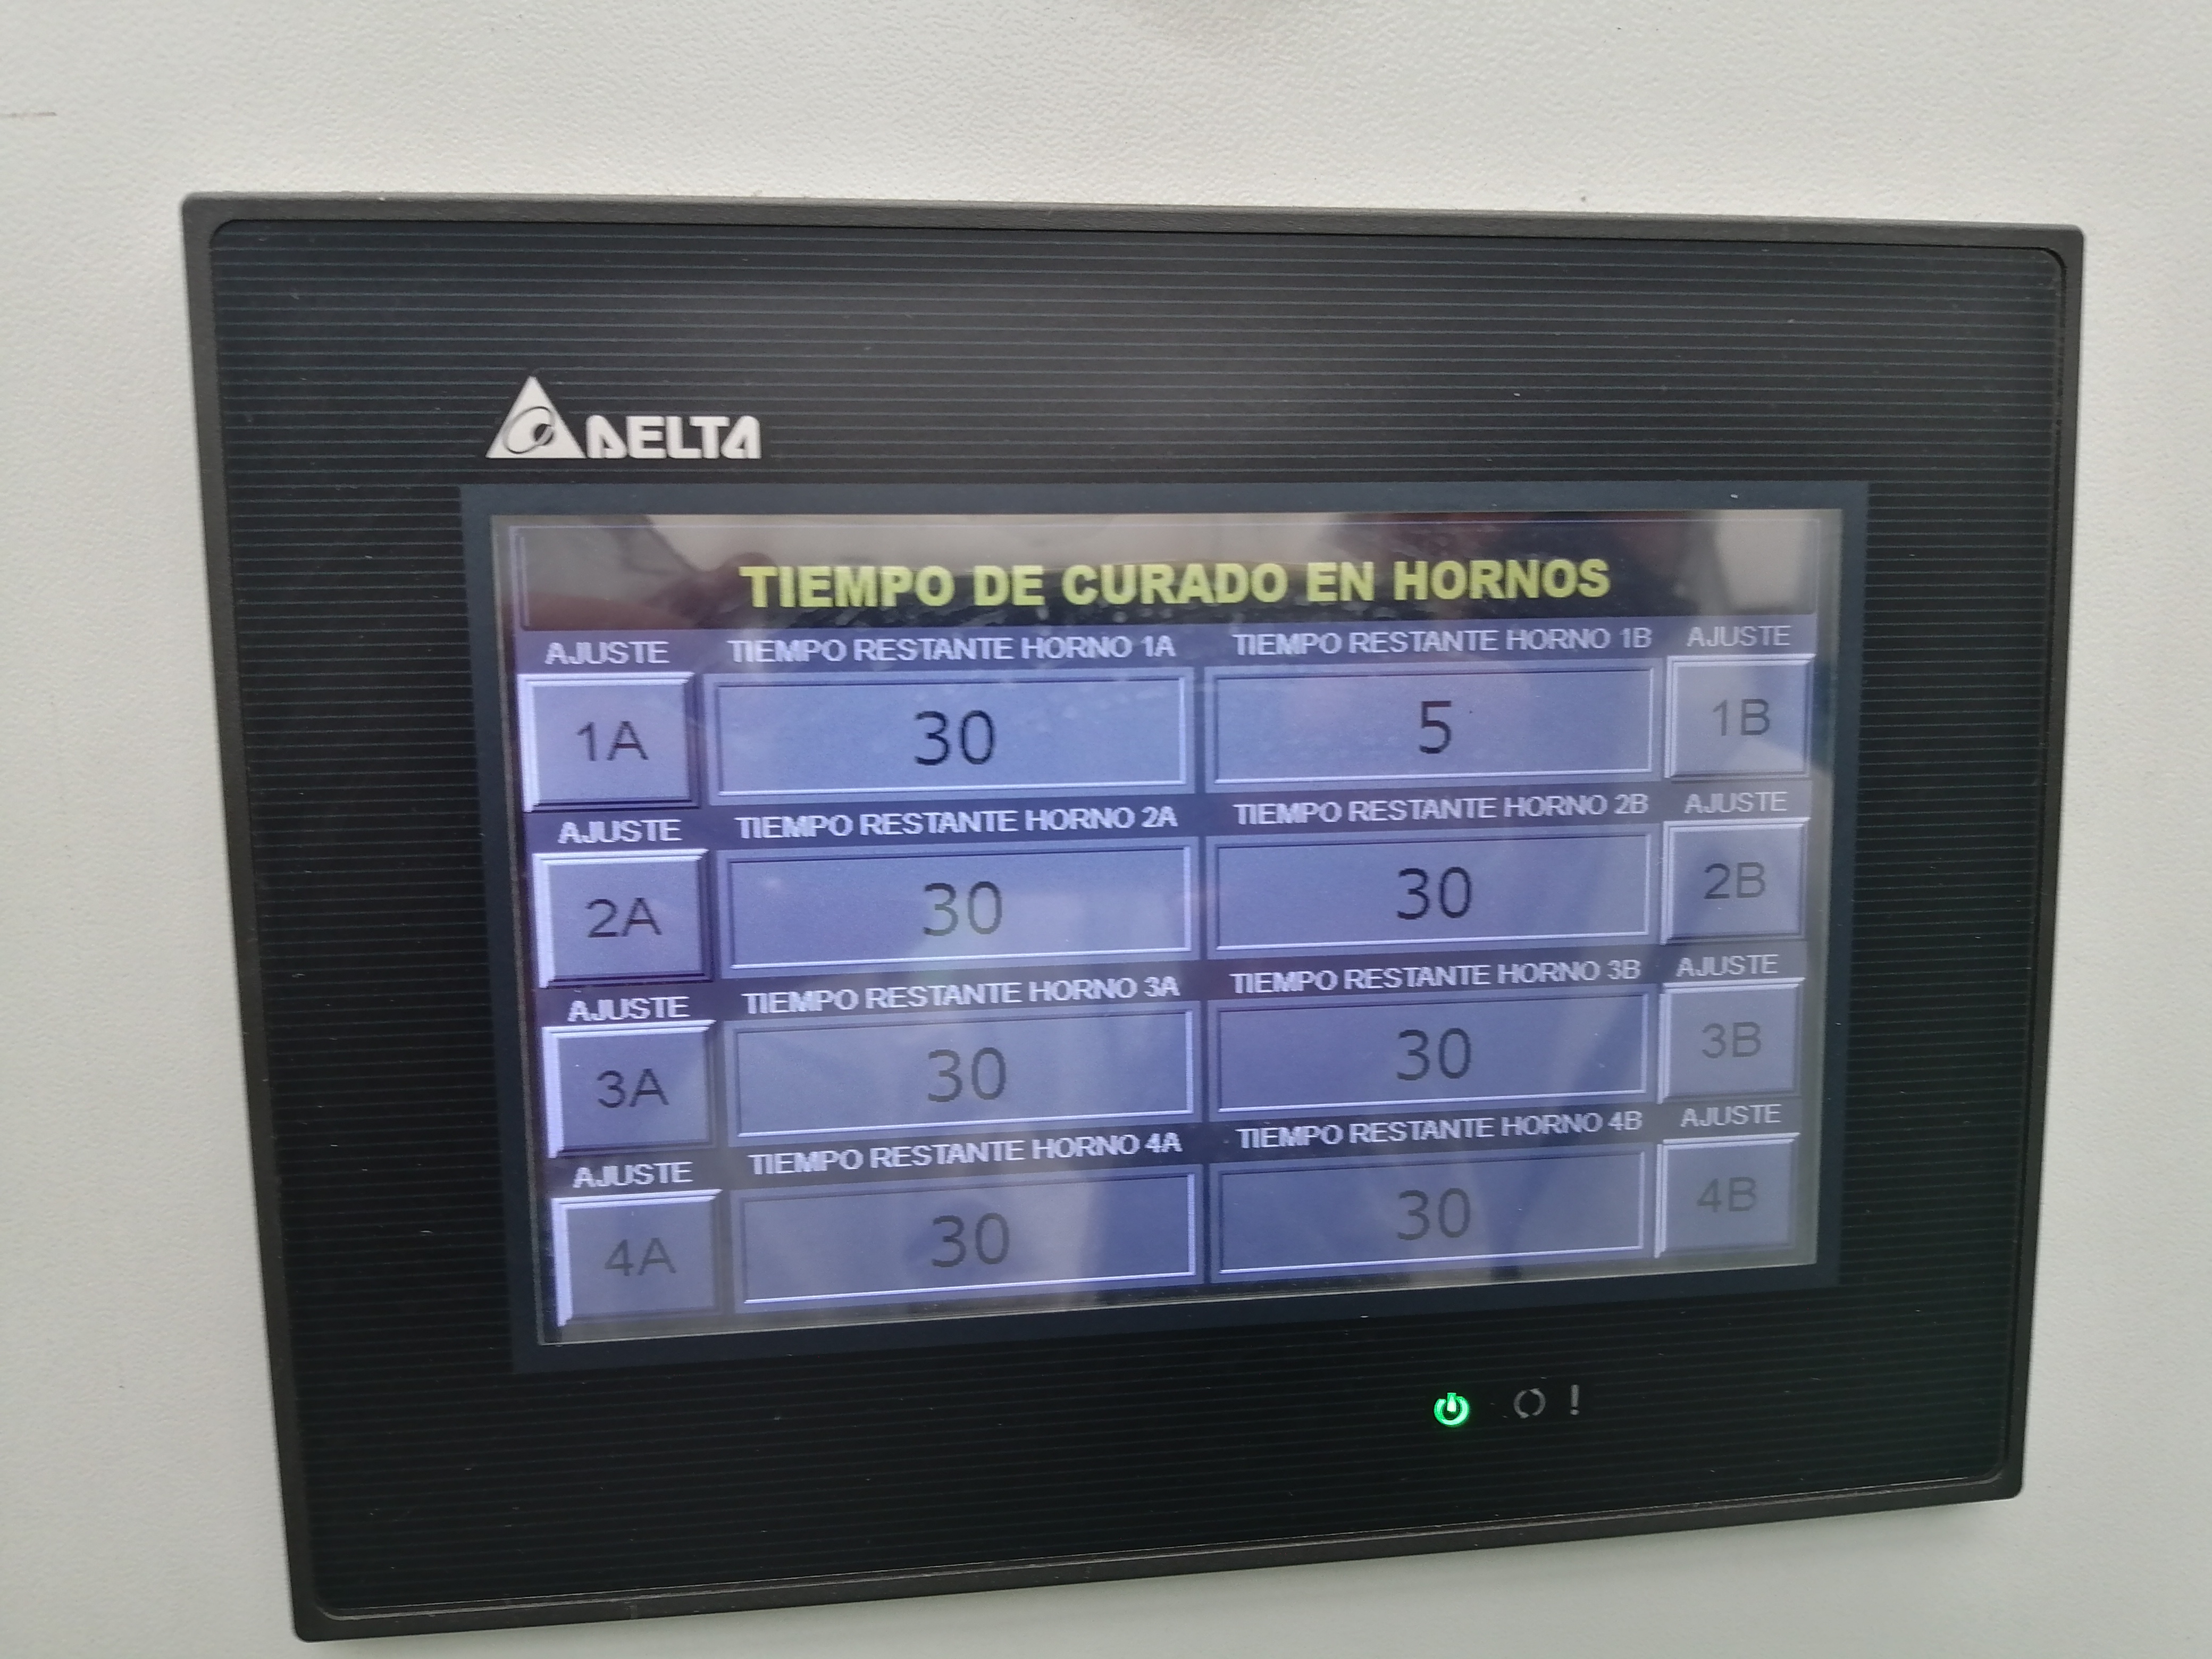 DELTA
TIEMPO DE CURADO EN HORNOS
AJUSTE TIEMPO RESTANTE HORNO 1A TIEMPO RESTANTE HORNO 1B AJUSTE
1A 30 5 1B
AJUSTE TIEMPO RESTANTE HORNO 2A TIEMPO RESTANTE HORNO 2B AJUSTE
2A 30 30 2B
AJUSTE TIEMPO RESTANTE HORNO 3A TIEMPO RESTANTE HORNO 3B AJUSTE
3A 30 30 3B
AJUSTE TIEMPO RESTANTE HORNO 4A TIEMPO RESTANTE HORNO 4B AJUSTE
4A 30 30 4B
!